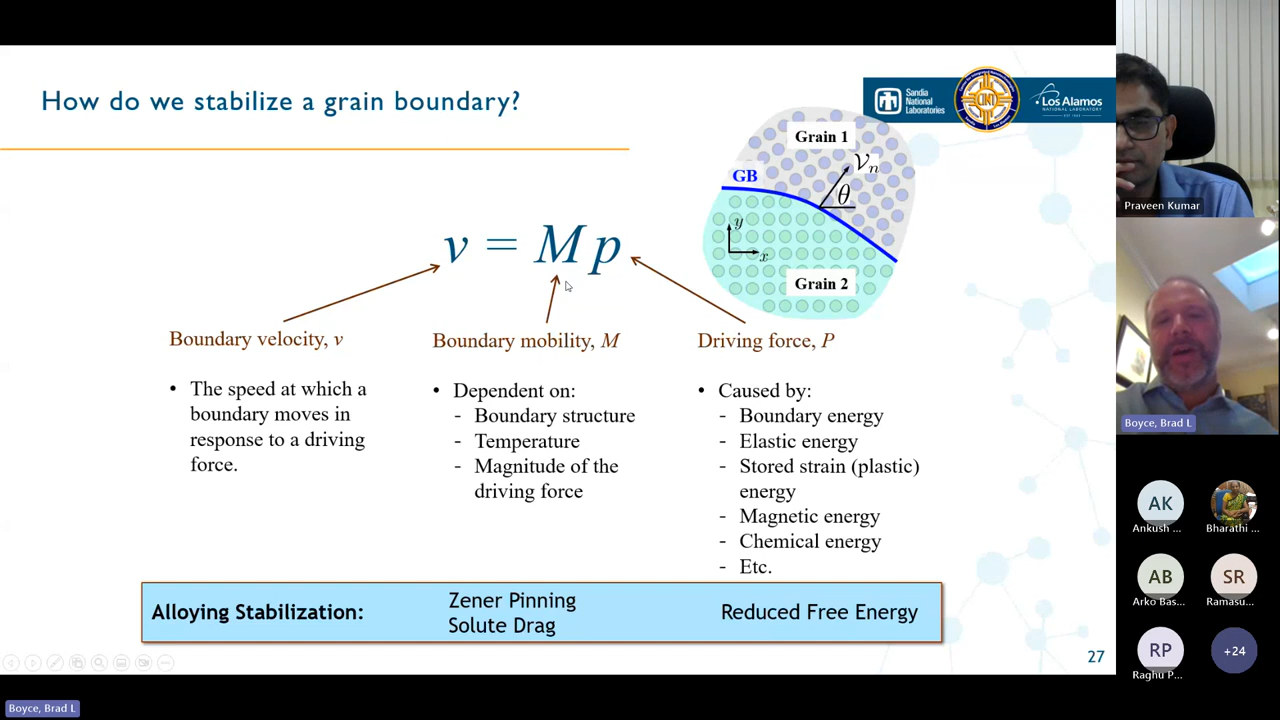 How do we stabilize a grain boundary?
Sandia
National
Laboratories
CINT
Los Alamos
NATIONAL LABORATORY
Grain 1
GB
𝒱n
θ
y
x
Grain 2
v = M p
Boundary velocity, v
• The speed at which a
boundary moves in
response to a driving
force.
Boundary mobility, M
• Dependent on:
- Boundary structure
- Temperature
- Magnitude of the
driving force
Driving force, P
• Caused by:
- Boundary energy
- Elastic energy
- Stored strain (plastic)
energy
- Magnetic energy
- Chemical energy
- Etc.
Alloying Stabilization:
Zener Pinning
Solute Drag
Reduced Free Energy
27
Boyce, Brad L
Praveen Kumar
Boyce, Brad L
AK
Ankush ...
Bharathi ...
AB
Arko Bas...
SR
Ramasu...
RP
Raghu P...
+24